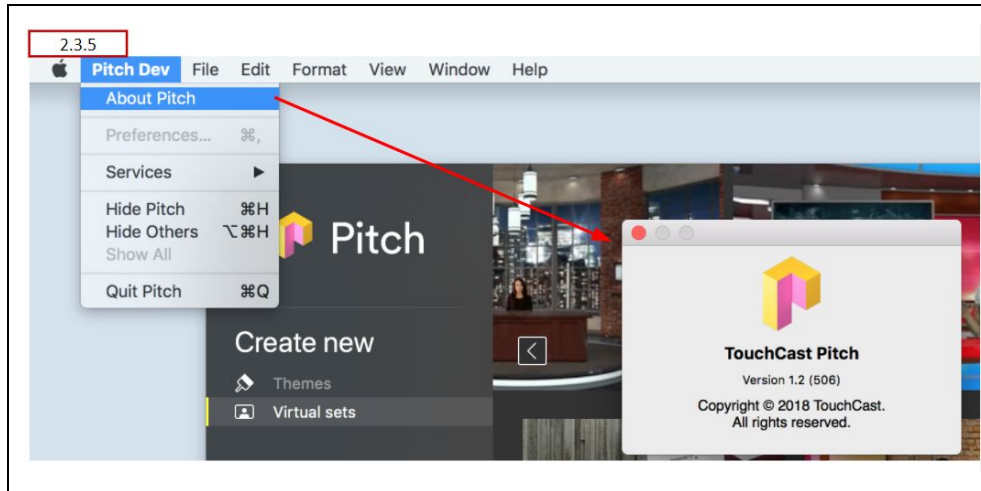 2.3.5
Pitch Dev File Edit Format View Window Help
About Pitch
Preferences... ⌘,
Services ▶
Hide Pitch ⌘H
Hide Others ⌥⌘H
Show All
Quit Pitch ⌘Q
Pitch
Create new
Themes
Virtual sets
TouchCast Pitch
Version 1.2 (506)
Copyright © 2018 TouchCast.
All rights reserved.